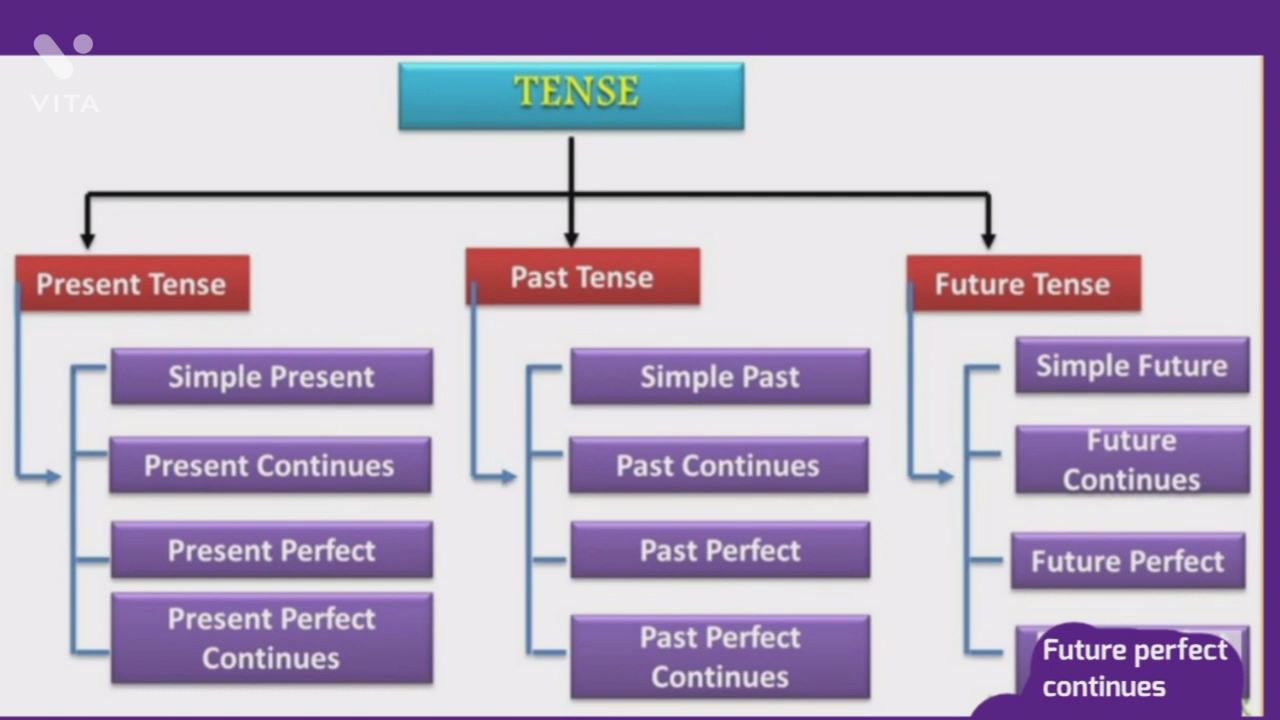 VITA
TENSE
Present Tense
Simple Present
Present Continues
Present Perfect
Present Perfect
Continues
Past Tense
Simple Past
Past Continues
Past Perfect
Past Perfect
Continues
Future Tense
Simple Future
Future
Continues
Future Perfect
Future perfect
continues